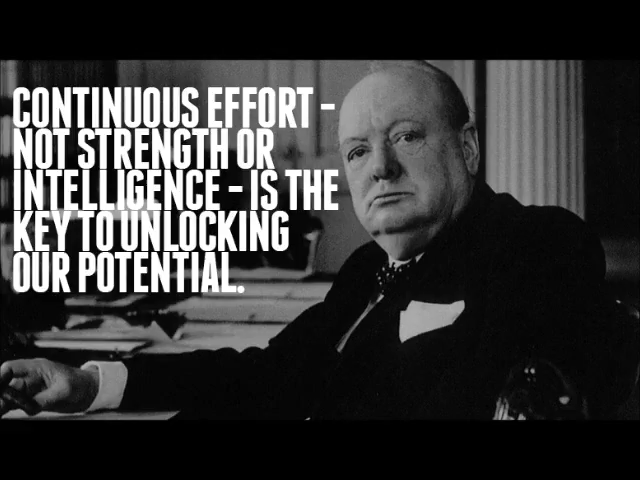 CONTINUOUS EFFORT -
NOT STRENGTH OR
INTELLIGENCE - IS THE
KEY TO UNLOCKING
OUR POTENTIAL.